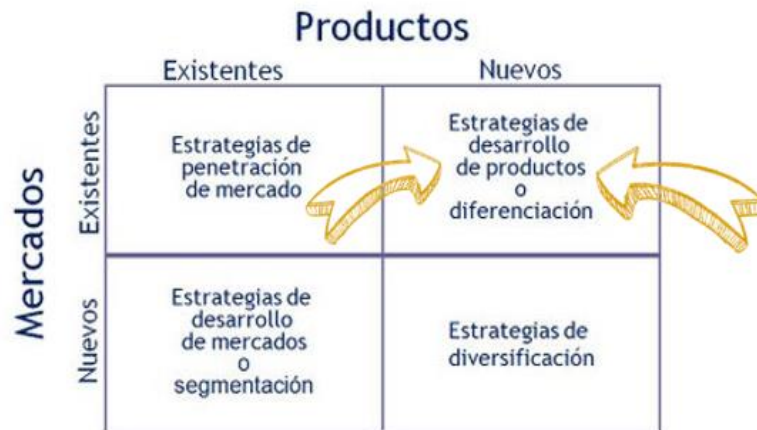 Productos
Existentes
Nuevos
Mercados
Existentes
Estrategias de
penetración
de mercado
Estrategias de
desarrollo
de productos
o
diferenciación
Nuevos
Estrategias de
desarrollo
de mercados
o
segmentación
Estrategias de
diversificación